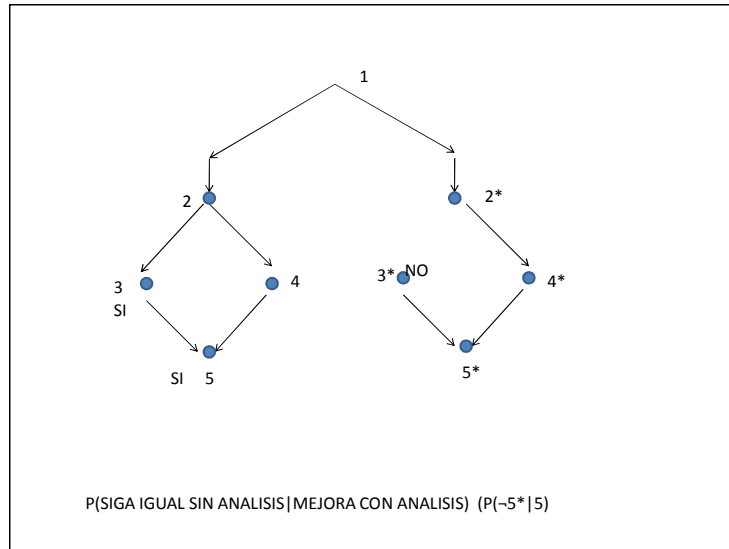 1
2
2*
3
4
3* NO
4*
SI
SI 5
5*
P(SIGA IGUAL SIN ANALISIS|MEJORA CON ANALISIS) (P(¬5*|5)